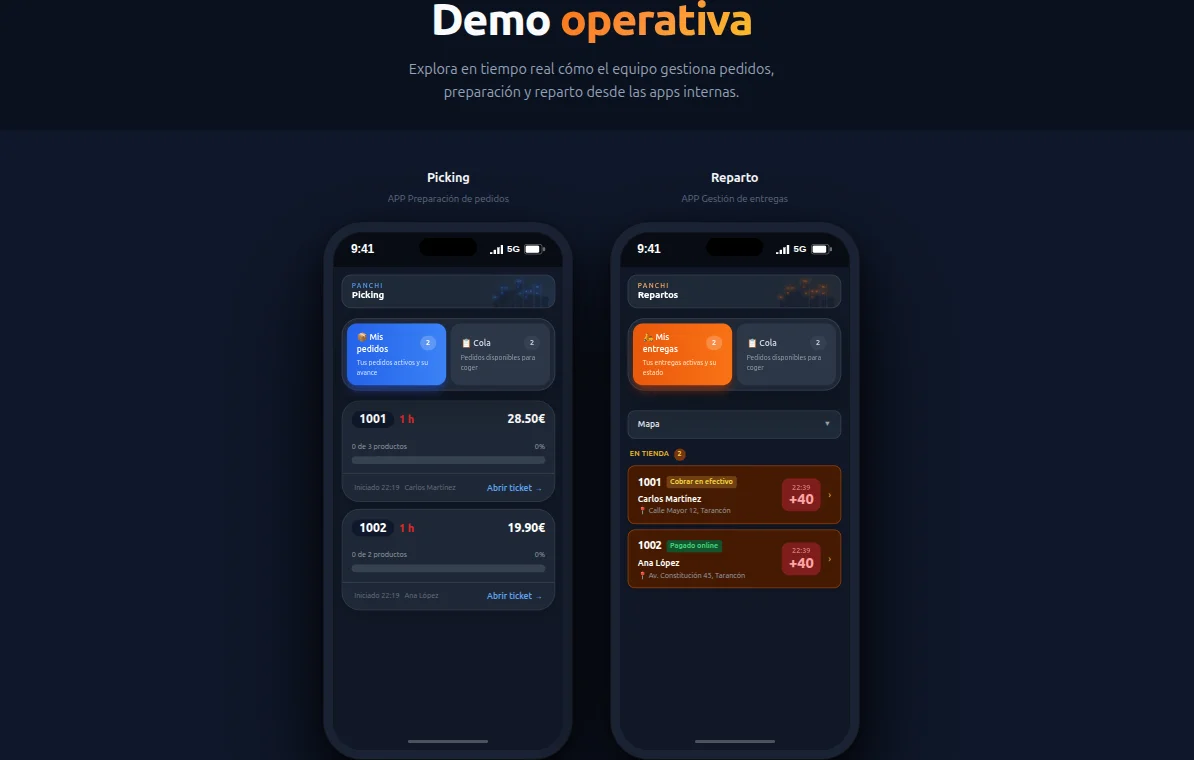 Demo operativa
Explora en tiempo real cómo el equipo gestiona pedidos,
preparación y reparto desde las apps internas.
Picking
APP Preparación de pedidos
9:41
5G
PANCHI
Picking
Mis pedidos
2
Tus pedidos activos y su
avance
Cola
2
Pedidos disponibles para
coger
1001 1 h 28.50€
0 de 3 productos 0%
Iniciado 22:19 Carlos Martínez Abrir ticket →
1002 1 h 19.90€
0 de 2 productos 0%
Iniciado 22:19 Ana López Abrir ticket →
Reparto
APP Gestión de entregas
9:41
5G
PANCHI
Repartos
Mis entregas
2
Tus entregas activas y su
estado
Cola
2
Pedidos disponibles para
coger
Mapa
EN TIENDA 2
1001 Cobrar en efectivo
Carlos Martínez
Calle Mayor 12, Tarancón
22:39
+40
1002 Pagado online
Ana López
Av. Constitución 45, Tarancón
22:39
+40